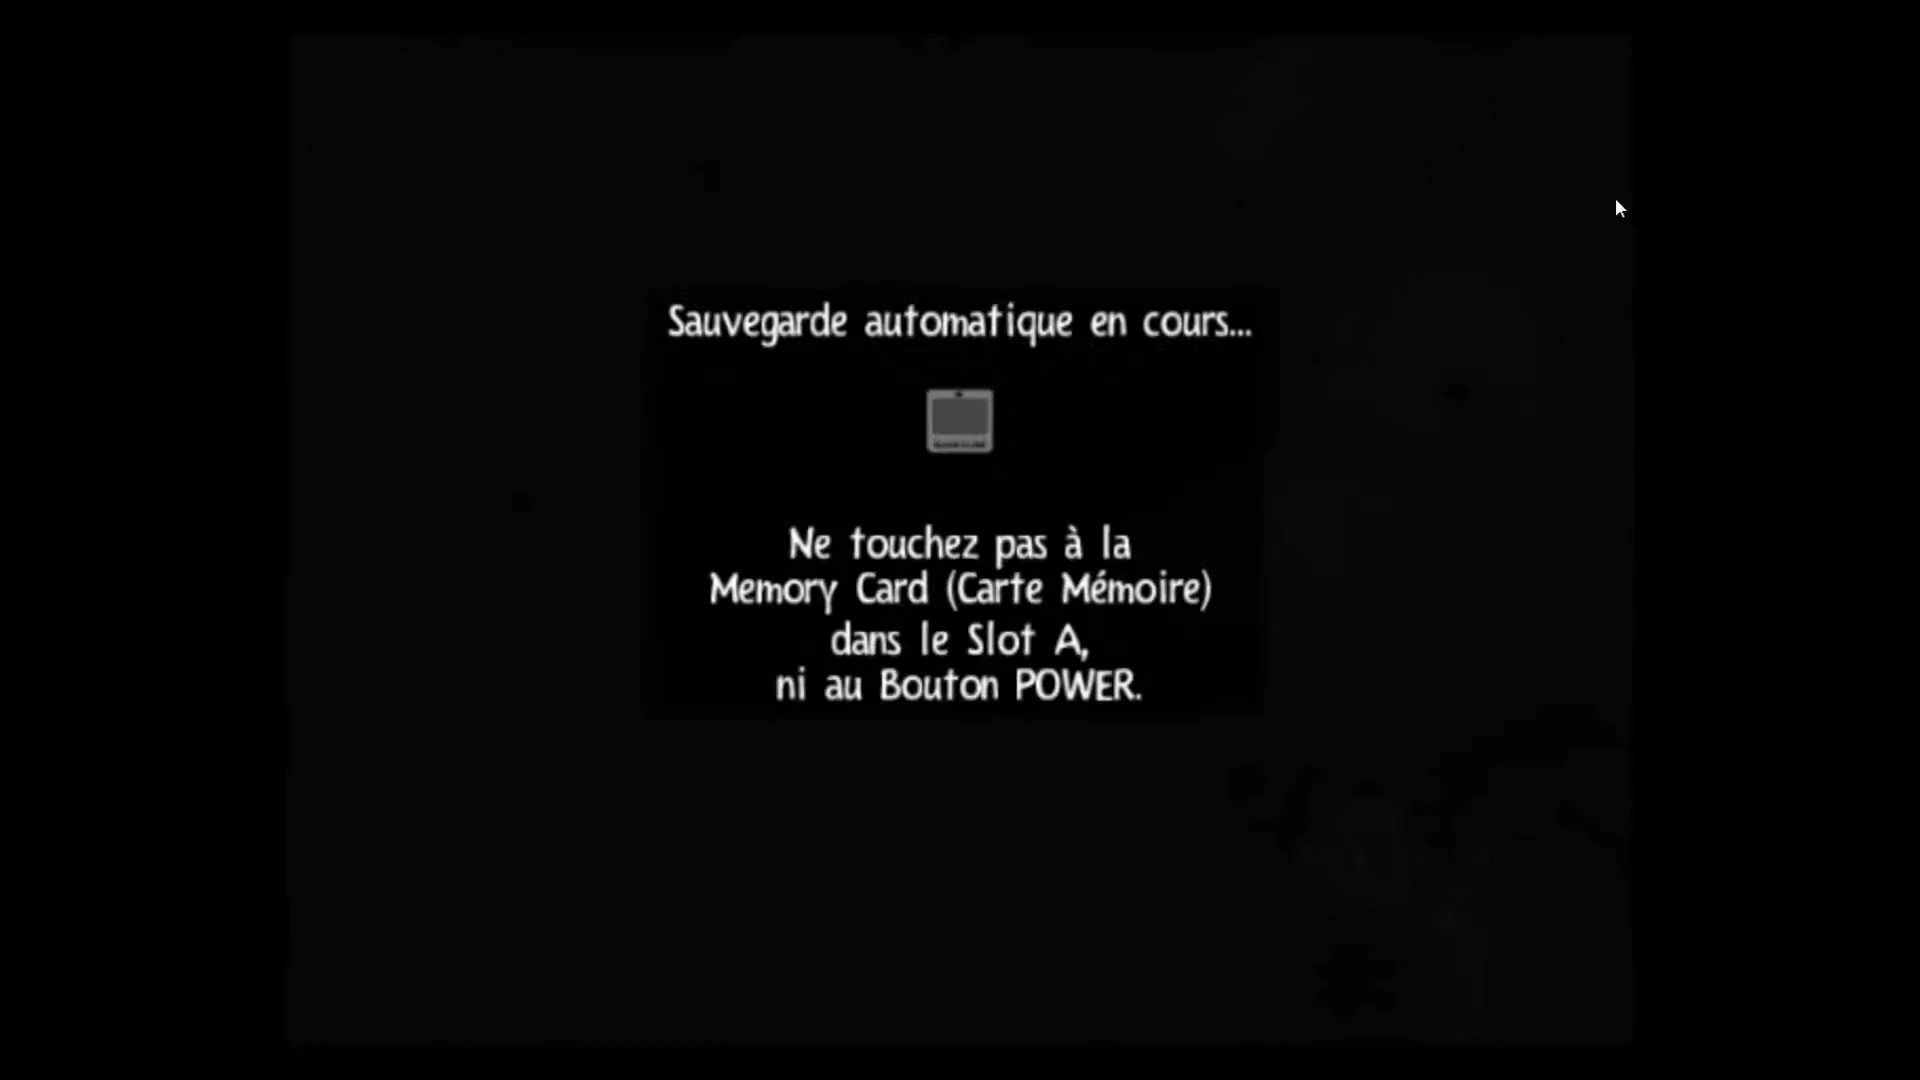 Sauvegarde automatique en cours...
Ne touchez pas à la
Memory Card (Carte Mémoire)
dans le Slot A,
ni au Bouton POWER.